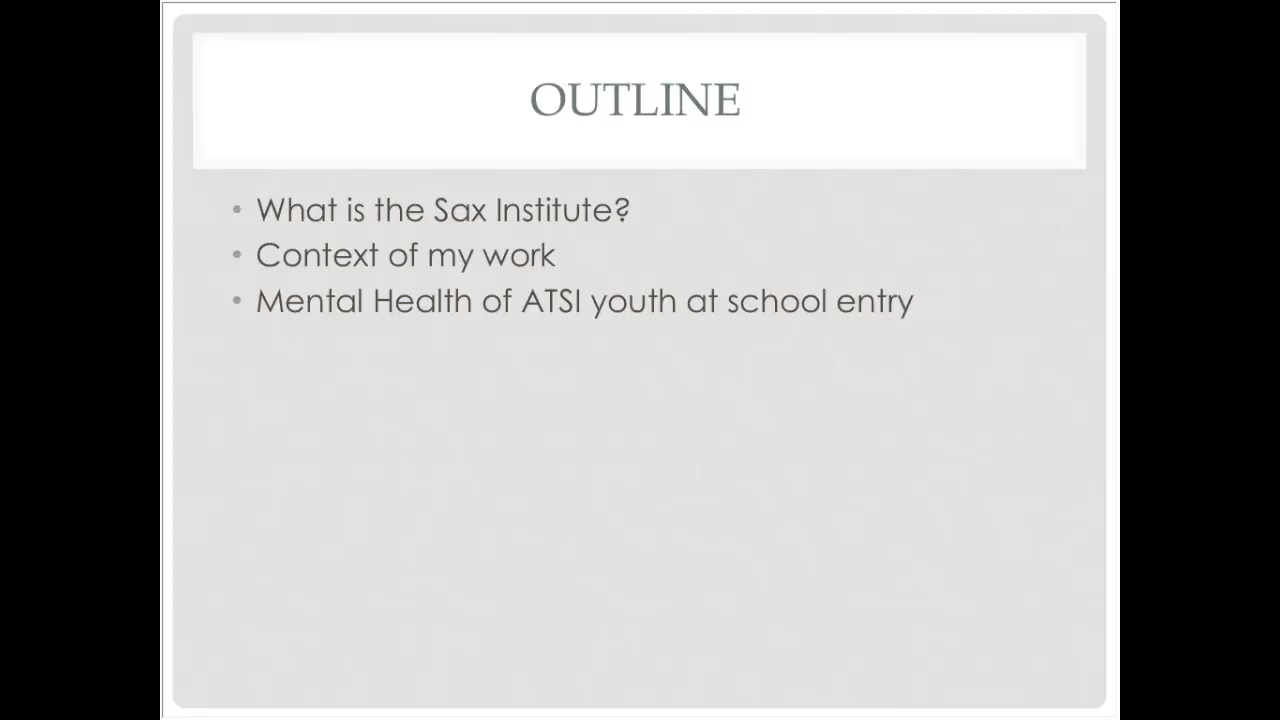 OUTLINE
• What is the Sax Institute?
• Context of my work
• Mental Health of ATSI youth at school entry